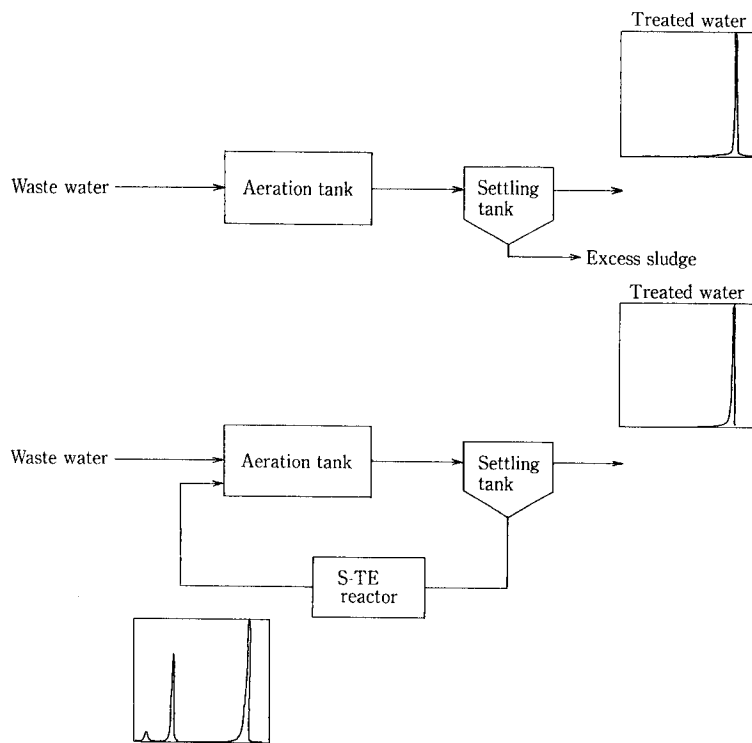 Treated water
Waste water
Aeration tank
Settling
tank
Excess sludge
Treated water
Waste water
Aeration tank
Settling
tank
S-TE
reactor